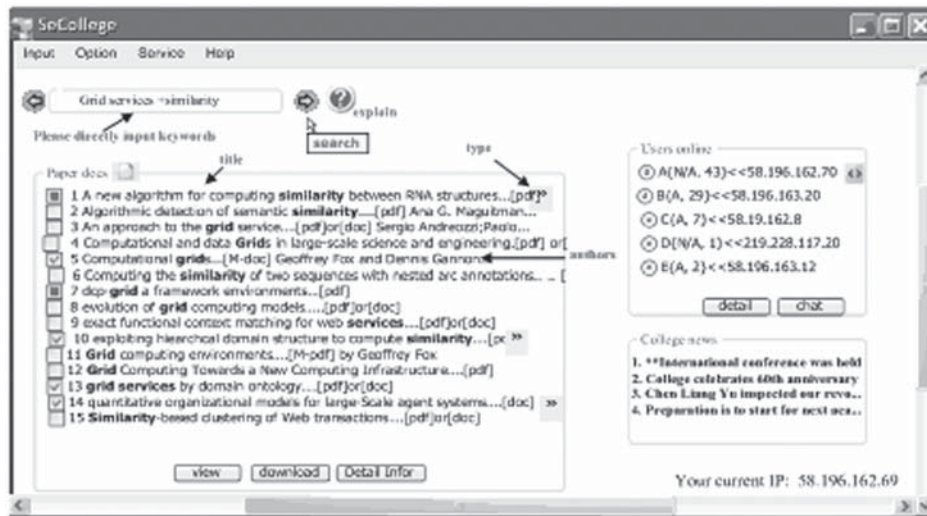 SeCollege
Input Option Service Help
Grid services +similarity
explain
Please directly input keywords
search
title
type
Paper docs
1 A new algorithm for computing similarity between RNA structures...[pdf]»
2 Algorithmic detection of semantic similarity....[pdf] Ana G. Maguitman...
3 An approach to the grid service...[pdf]or[doc] Sergio Andreozzi;Paolo...
4 Computational and data Grids in large-scale science and engineering.[pdf] or[
5 Computational grids...[M-doc] Geoffrey Fox and Dennis Gannon
authors
6 Computing the similarity of two sequences with nested arc annotations... ... [
7 dcp-grid a framework environments...[pdf]
8 evolution of grid computing models.....[pdf]or[doc]
9 exact functional context matching for web services...[pdf]or[doc]
10 exploiting hierarchcal domain structure to compute similarity....[pc »
11 Grid computing environments....[M-pdf] by Geoffrey Fox
12 Grid Computing Towards a New Computing Infrastructure....[pdf]
13 grid services by domain ontology....[pdf]or[doc]
14 quantitative organizational models for large-Scale agent systems....[doc] »
15 Similarity-based clustering of Web transactions...[pdf]or[doc]
view download Detail Infor
Users online
A(N/A, 43)<<58.196.162.70
B(A, 29)<<58.196.163.20
C(A, 7)<<58.19.162.8
D(N/A, 1)<<219.228.117.20
E(A, 2)<<58.196.163.12
detail chat
College news
1. **International conference was held
2. College celebrates 60th anniversary
3. Chen Liang Yu inspected our revo...
4. Preparation is to start for next
Your current IP: 58.196.162.69